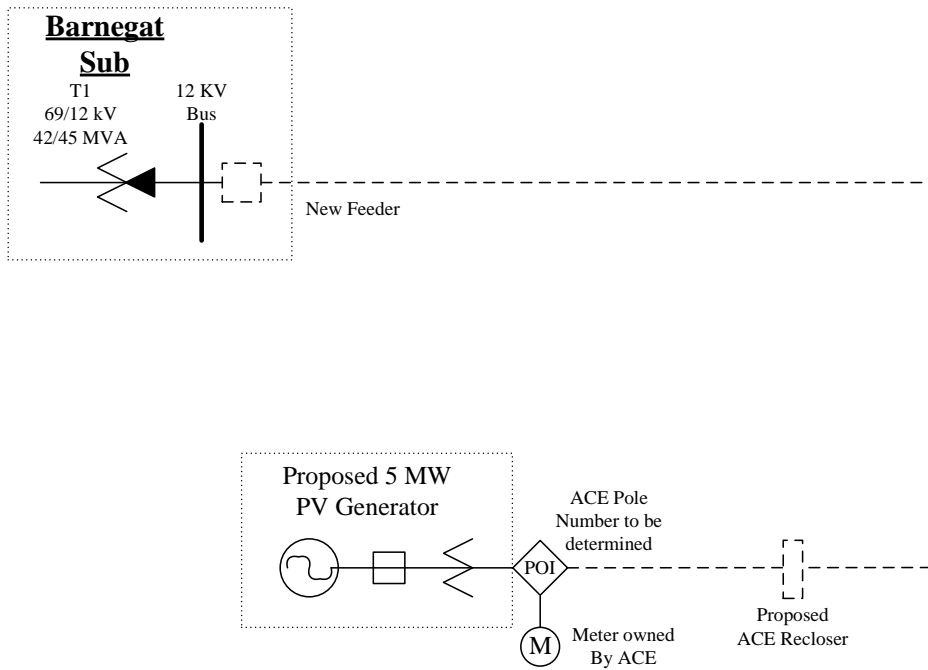 Barnegat
Sub
T1
69/12 kV
42/45 MVA
12 KV
Bus
New Feeder
Proposed 5 MW
PV Generator
ACE Pole
Number to be
determined
POI
Proposed
ACE Recloser
M
Meter owned
By ACE